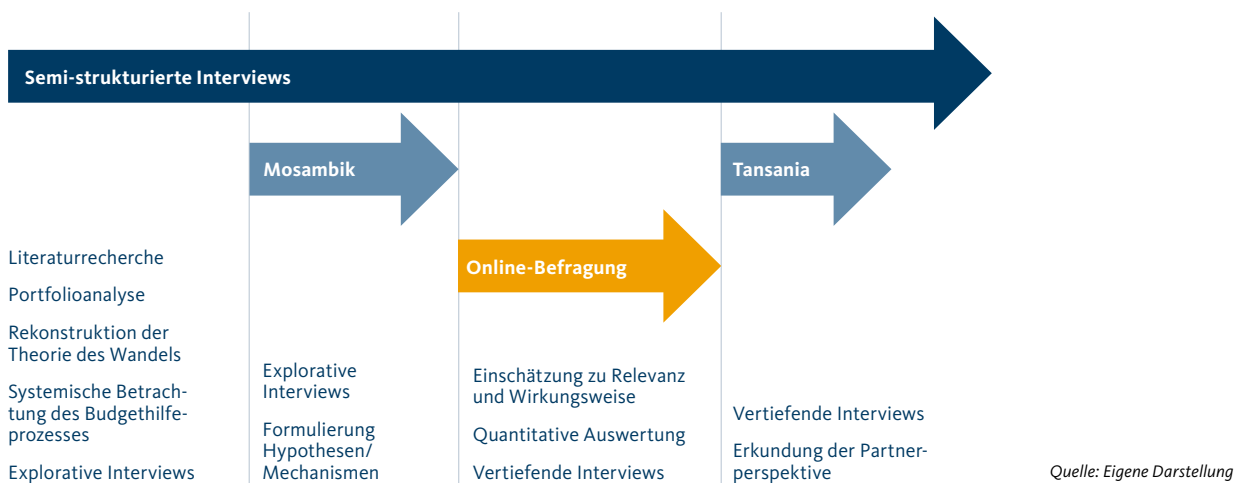 Semi-strukturierte Interviews
Mosambik
Tansania
Online-Befragung
Literaturrecherche
Portfolioanalyse
Rekonstruktion der
Theorie des Wandels
Systemische Betrach-
tung des Budgethilfe-
prozesses
Explorative Interviews
Explorative
Interviews
Formulierung
Hypothesen/
Mechanismen
Einschätzung zu Relevanz
und Wirkungsweise
Quantitative Auswertung
Vertiefende Interviews
Vertiefende Interviews
Erkundung der Partner-
perspektive
Quelle: Eigene Darstellung